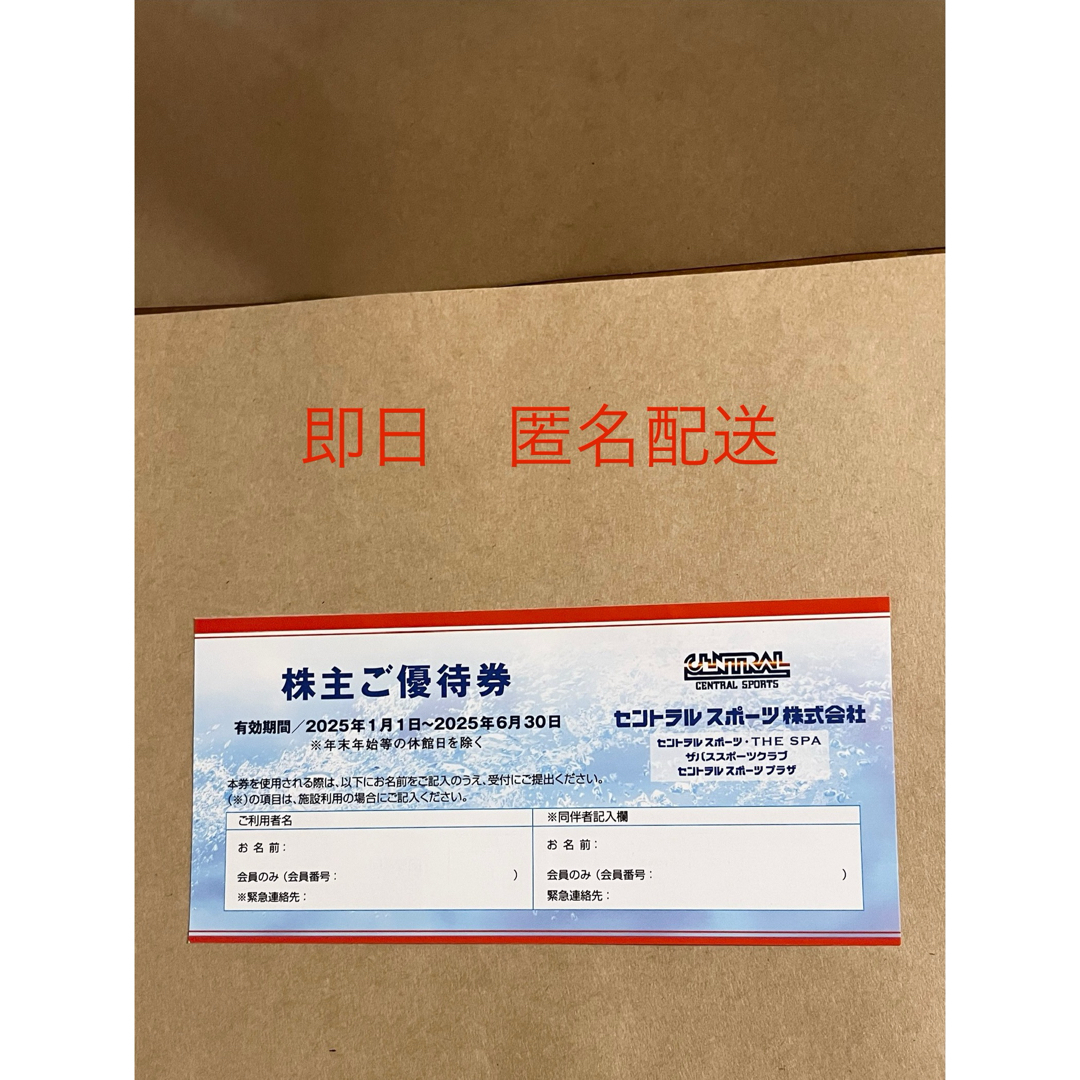 即日　匿名配送
株主ご優待券
有効期間／2025年1月1日〜2025年6月30日
※年末年始等の休館日を除く
CENTRAL
CENTRAL SPORTS
セントラルスポーツ株式会社
セントラルスポーツ・THE SPA
ザバススポーツクラブ
セントラルスポーツプラザ
本券を使用される際は、以下にお名前をご記入のうえ、受付にご提出ください。
（※）の項目は、施設利用の場合にご記入ください。
ご利用者名
お 名 前：
会員のみ（会員番号：　）
※緊急連絡先：
※同伴者記入欄
お 名 前：
会員のみ（会員番号：　）
緊急連絡先：